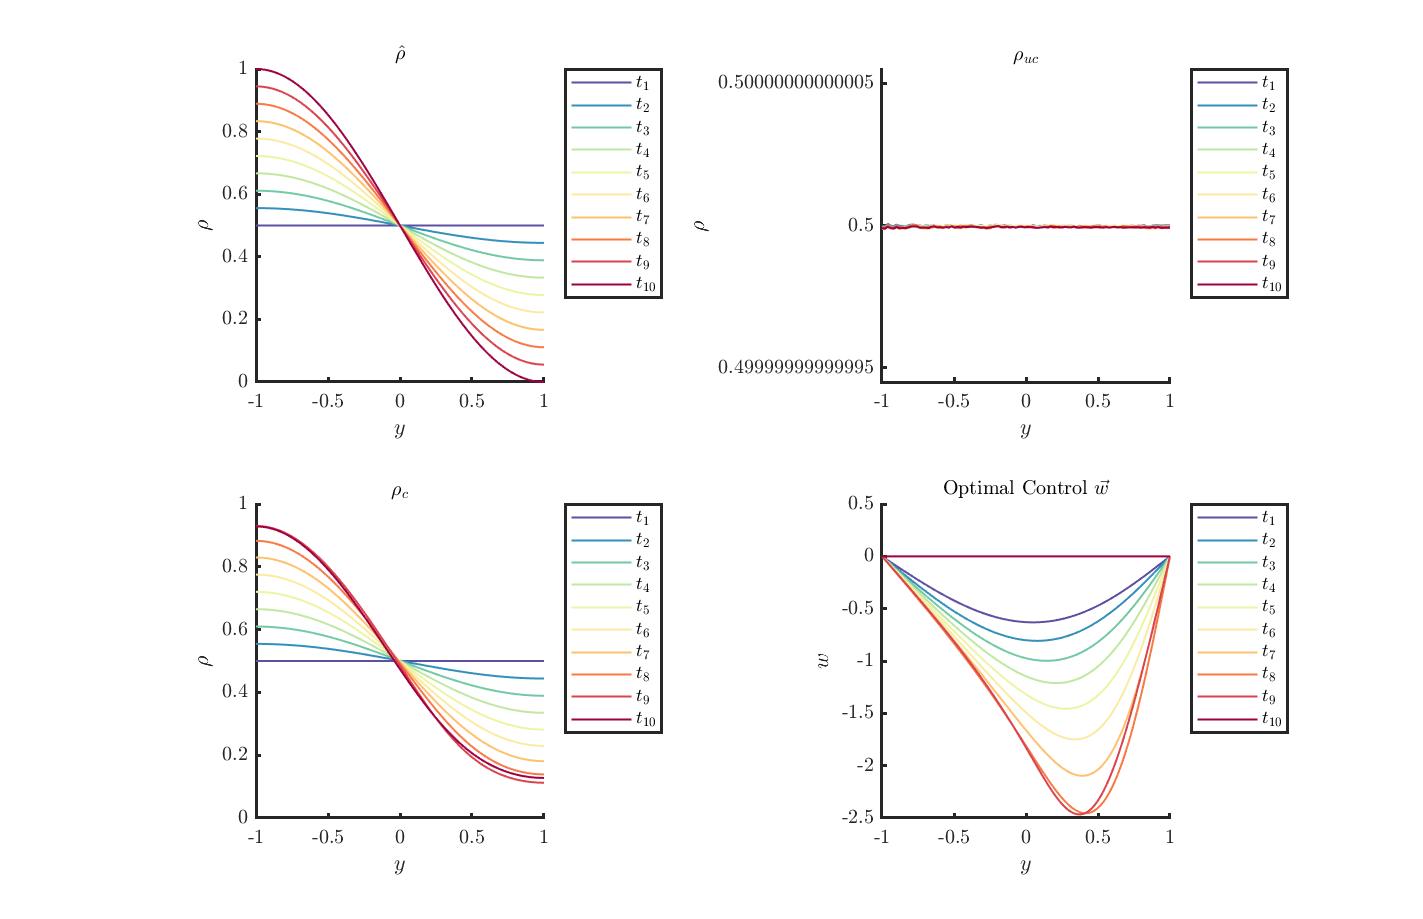 ρ̂
1
0.8
0.6
0.4
0.2
0
ρ
-1 -0.5 0 0.5 1
y
t₁
t₂
t₃
t₄
t₅
t₆
t₇
t₈
t₉
t₁₀
ρ_{uc}
0.50000000000005
0.5
0.49999999999995
ρ
-1 -0.5 0 0.5 1
y
t₁
t₂
t₃
t₄
t₅
t₆
t₇
t₈
t₉
t₁₀
ρ_c
1
0.8
0.6
0.4
0.2
0
ρ
-1 -0.5 0 0.5 1
y
t₁
t₂
t₃
t₄
t₅
t₆
t₇
t₈
t₉
t₁₀
Optimal Control w⃗
0.5
0
-0.5
-1
-1.5
-2
-2.5
w
-1 -0.5 0 0.5 1
y
t₁
t₂
t₃
t₄
t₅
t₆
t₇
t₈
t₉
t₁₀